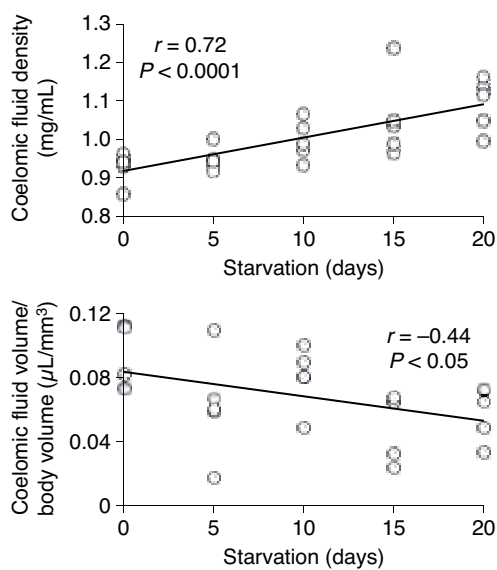 Coelomic fluid density
(mg/mL)
1.3
1.2
1.1
1.0
0.9
0.8
r = 0.72
P < 0.0001
0 5 10 15 20
Starvation (days)
Coelomic fluid volume/
body volume (μL/mm³)
0.12
0.08
0.04
0
r = –0.44
P < 0.05
0 5 10 15 20
Starvation (days)